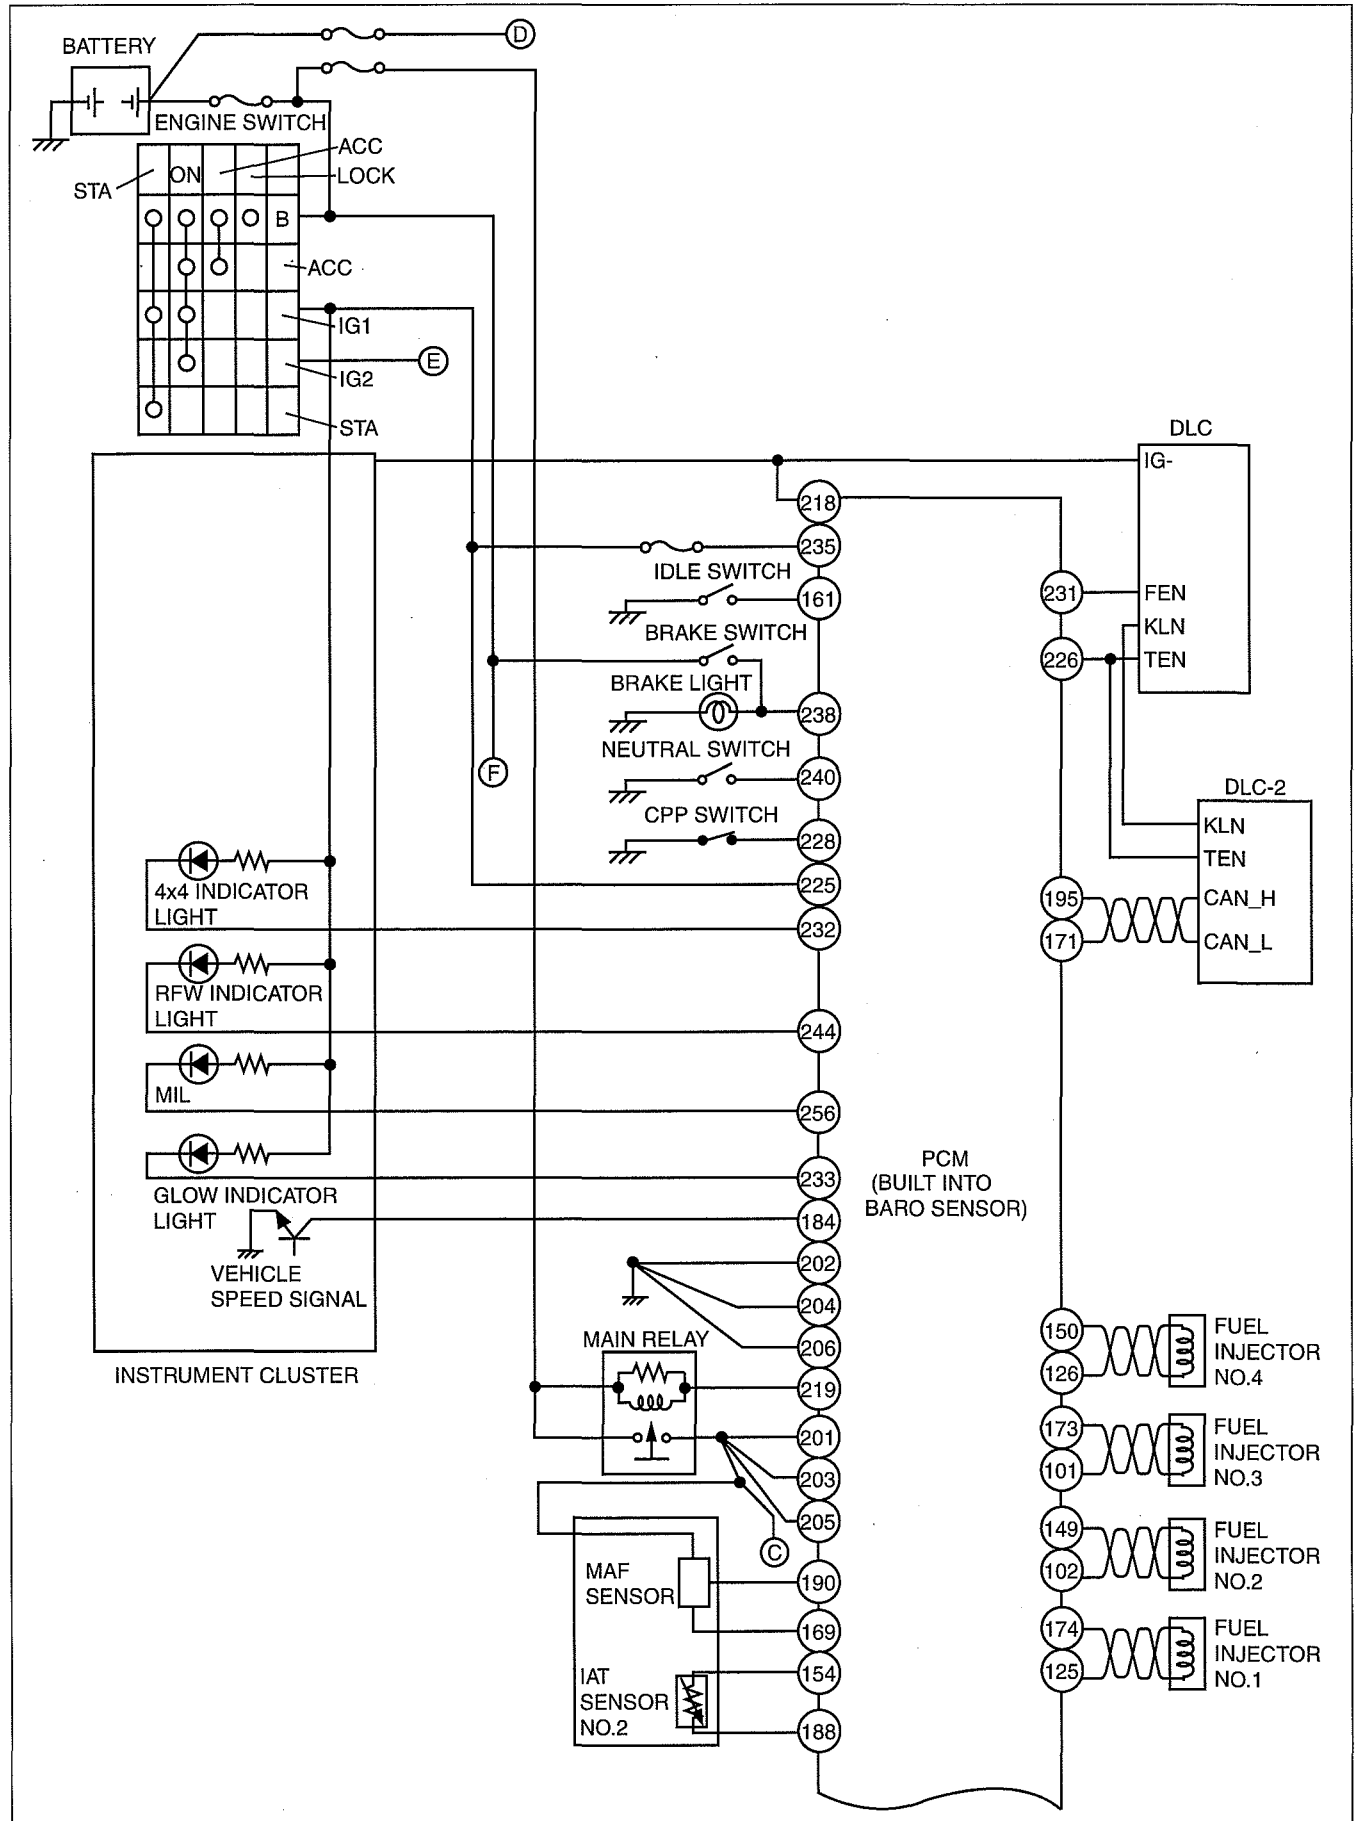 BATTERY
D
ENGINE SWITCH
ACC
LOCK
STA
ON
B
ACC
IG1
IG2
E
STA
DLC
IG-
218
235
IDLE SWITCH
161
231
FEN
KLN
BRAKE SWITCH
226
TEN
BRAKE LIGHT
238
NEUTRAL SWITCH
F
240
DLC-2
CPP SWITCH
KLN
228
TEN
225
4x4 INDICATOR
LIGHT
195
CAN_H
232
171
CAN_L
RFW INDICATOR
LIGHT
244
MIL
256
PCM
(BUILT INTO
BARO SENSOR)
233
GLOW INDICATOR
LIGHT
184
VEHICLE
SPEED SIGNAL
202
204
MAIN RELAY
206
150
FUEL
INJECTOR
NO.4
126
INSTRUMENT CLUSTER
219
201
173
FUEL
INJECTOR
NO.3
101
203
205
C
149
FUEL
INJECTOR
NO.2
102
MAF
SENSOR
190
169
174
FUEL
INJECTOR
NO.1
125
154
IAT
SENSOR
NO.2
188